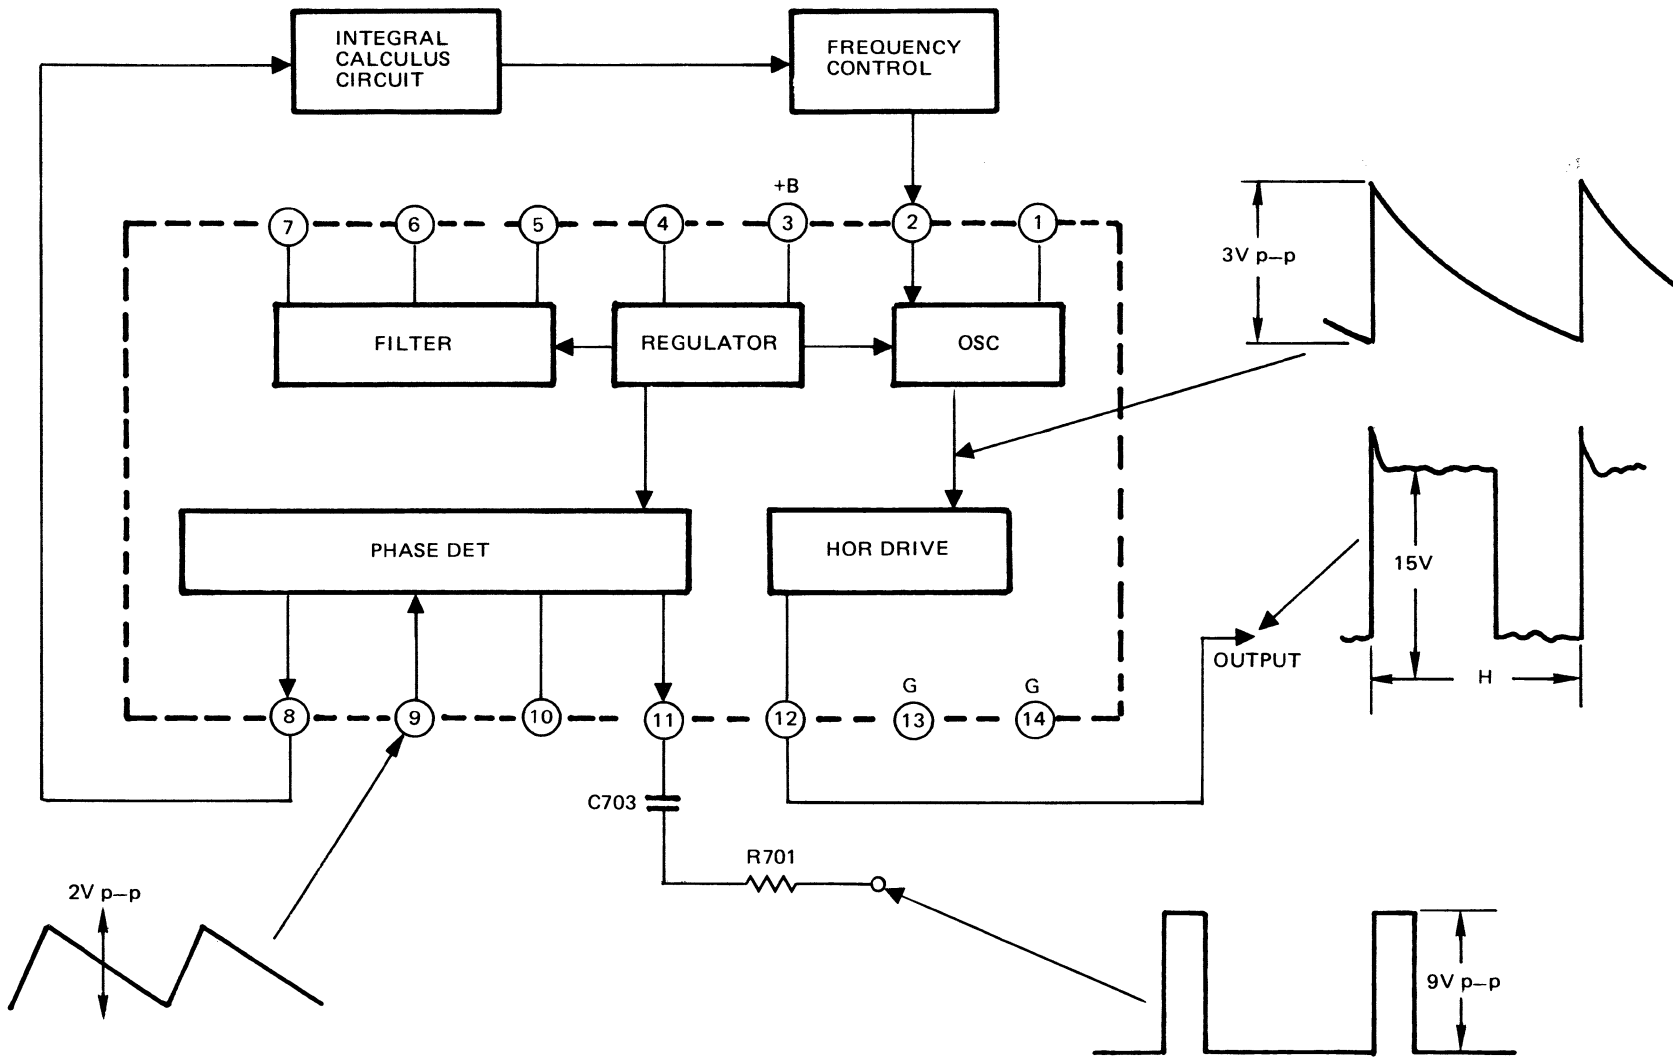 INTEGRAL
CALCULUS
CIRCUIT
FREQUENCY
CONTROL
+B
7
6
5
4
3
2
1
3V p–p
FILTER
REGULATOR
OSC
PHASE DET
HOR DRIVE
15V
OUTPUT
H
G
G
8
9
10
11
12
13
14
C703
R701
2V p–p
9V p–p